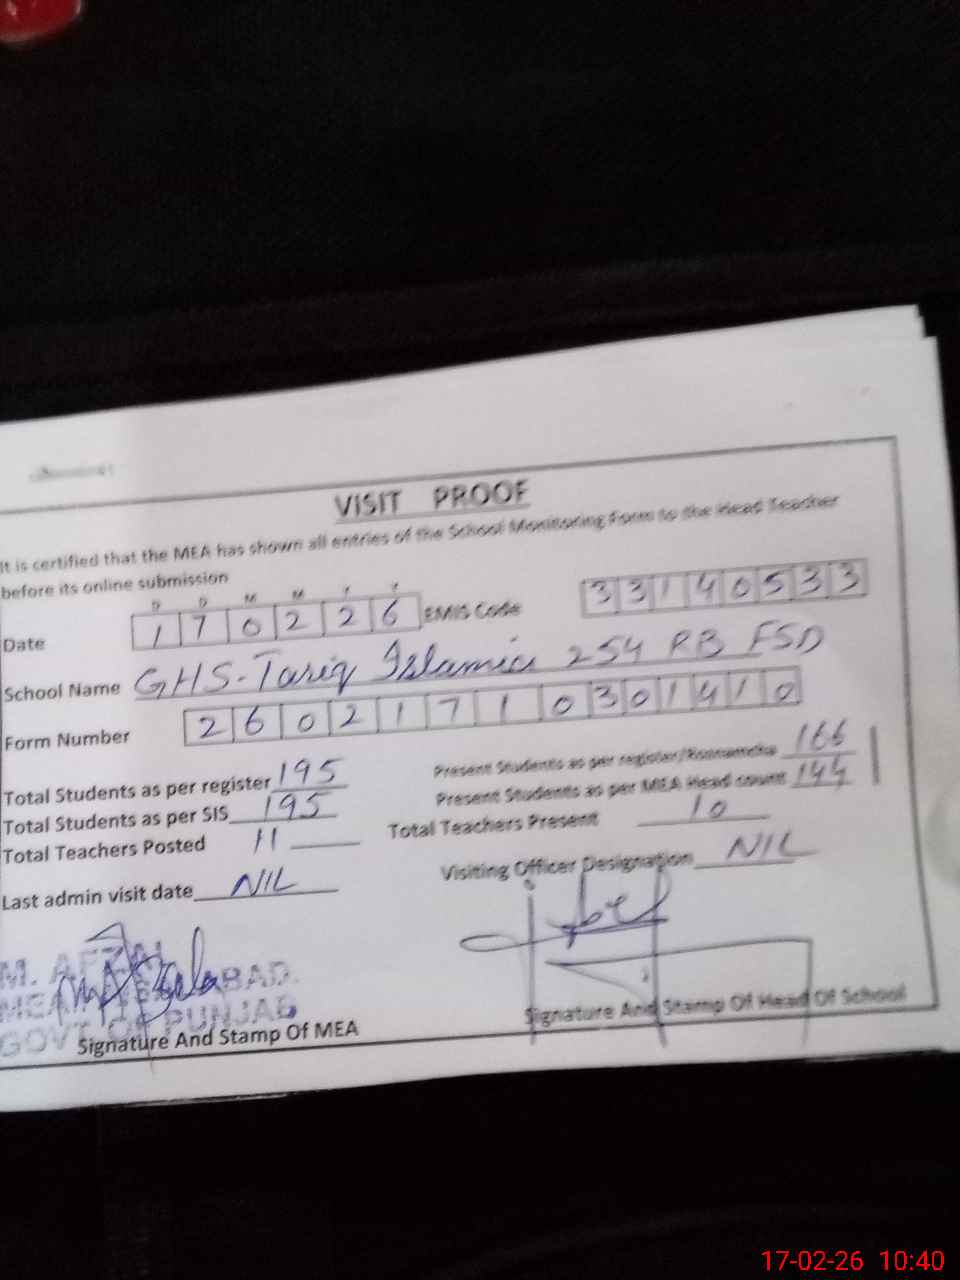 VISIT PROOF
It is certified that the MEA has shown all entries of the School Monitoring Form to the Head Teacher
before its online submission
D D M M Y Y
Date 1 7 0 2 2 6 EMIS Code 3 3 1 4 0 5 3 3
School Name GHS-Tariq Islamia 254 RB FSD
Form Number 2 6 0 2 1 7 1 0 3 0 1 4 1 0
Total Students as per register 195 Present Students as per register/ 166
Total Students as per SIS 195 Present Students as per MEA Head count 144
Total Teachers Posted 11 Total Teachers Present 10
Last admin visit date NIL Visiting Officer Designation NIL
M. AFZAL
MEA
GOVT OF PUNJAB
Signature And Stamp Of MEA Signature And Stamp Of Head Of School
17-02-26 10:40